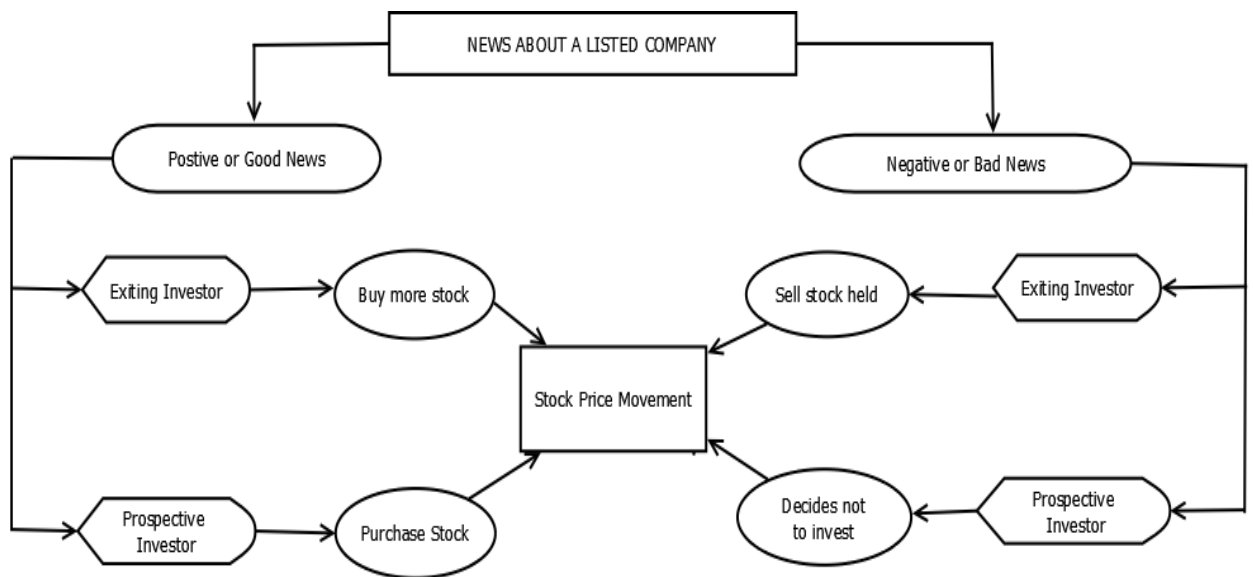 NEWS ABOUT A LISTED COMPANY
Postive or Good News
Negative or Bad News
Exiting Investor
Buy more stock
Sell stock held
Exiting Investor
Stock Price Movement
Prospective
Investor
Purchase Stock
Decides not
to invest
Prospective
Investor